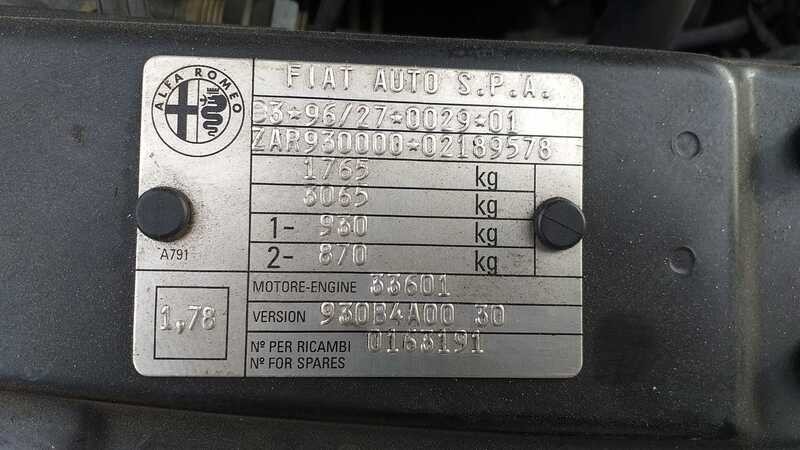 ALFA ROMEO
FIAT AUTO S.P.A.
*96/27*0029*01
ZAR930000*02189578
1765 kg
3065 kg
1- 930 kg
2- 870 kg
A791
MOTORE-ENGINE 33601
1,78
VERSION 930B4A00 30
Nº PER RICAMBI 0163191
Nº FOR SPARES